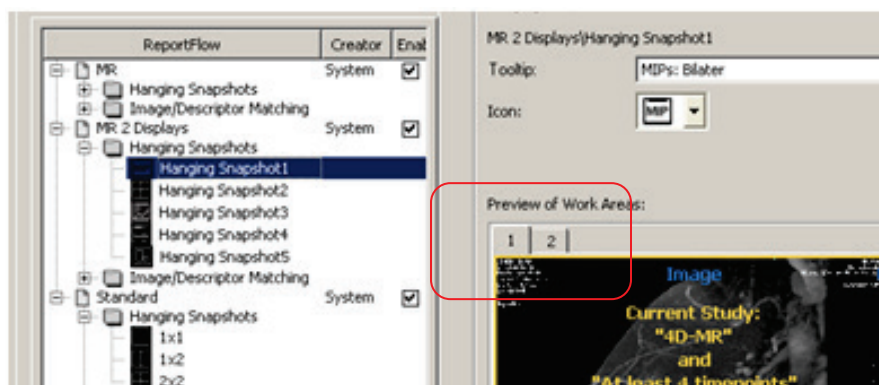 ReportFlow Creator Enab
MR System
Hanging Snapshots
Image/Descriptor Matching
MR 2 Displays System
Hanging Snapshots
Hanging Snapshot1
Hanging Snapshot2
Hanging Snapshot3
Hanging Snapshot4
Hanging Snapshot5
Image/Descriptor Matching
Standard System
Hanging Snapshots
1x1
1x2
2x2
MR 2 Displays\Hanging Snapshot1
Tooltip: MIPs: Bilater
Icon: MIP
Preview of Work Areas:
1 2
Image
Current Study:
"4D-MR"
and
"At least 4 timepoints"